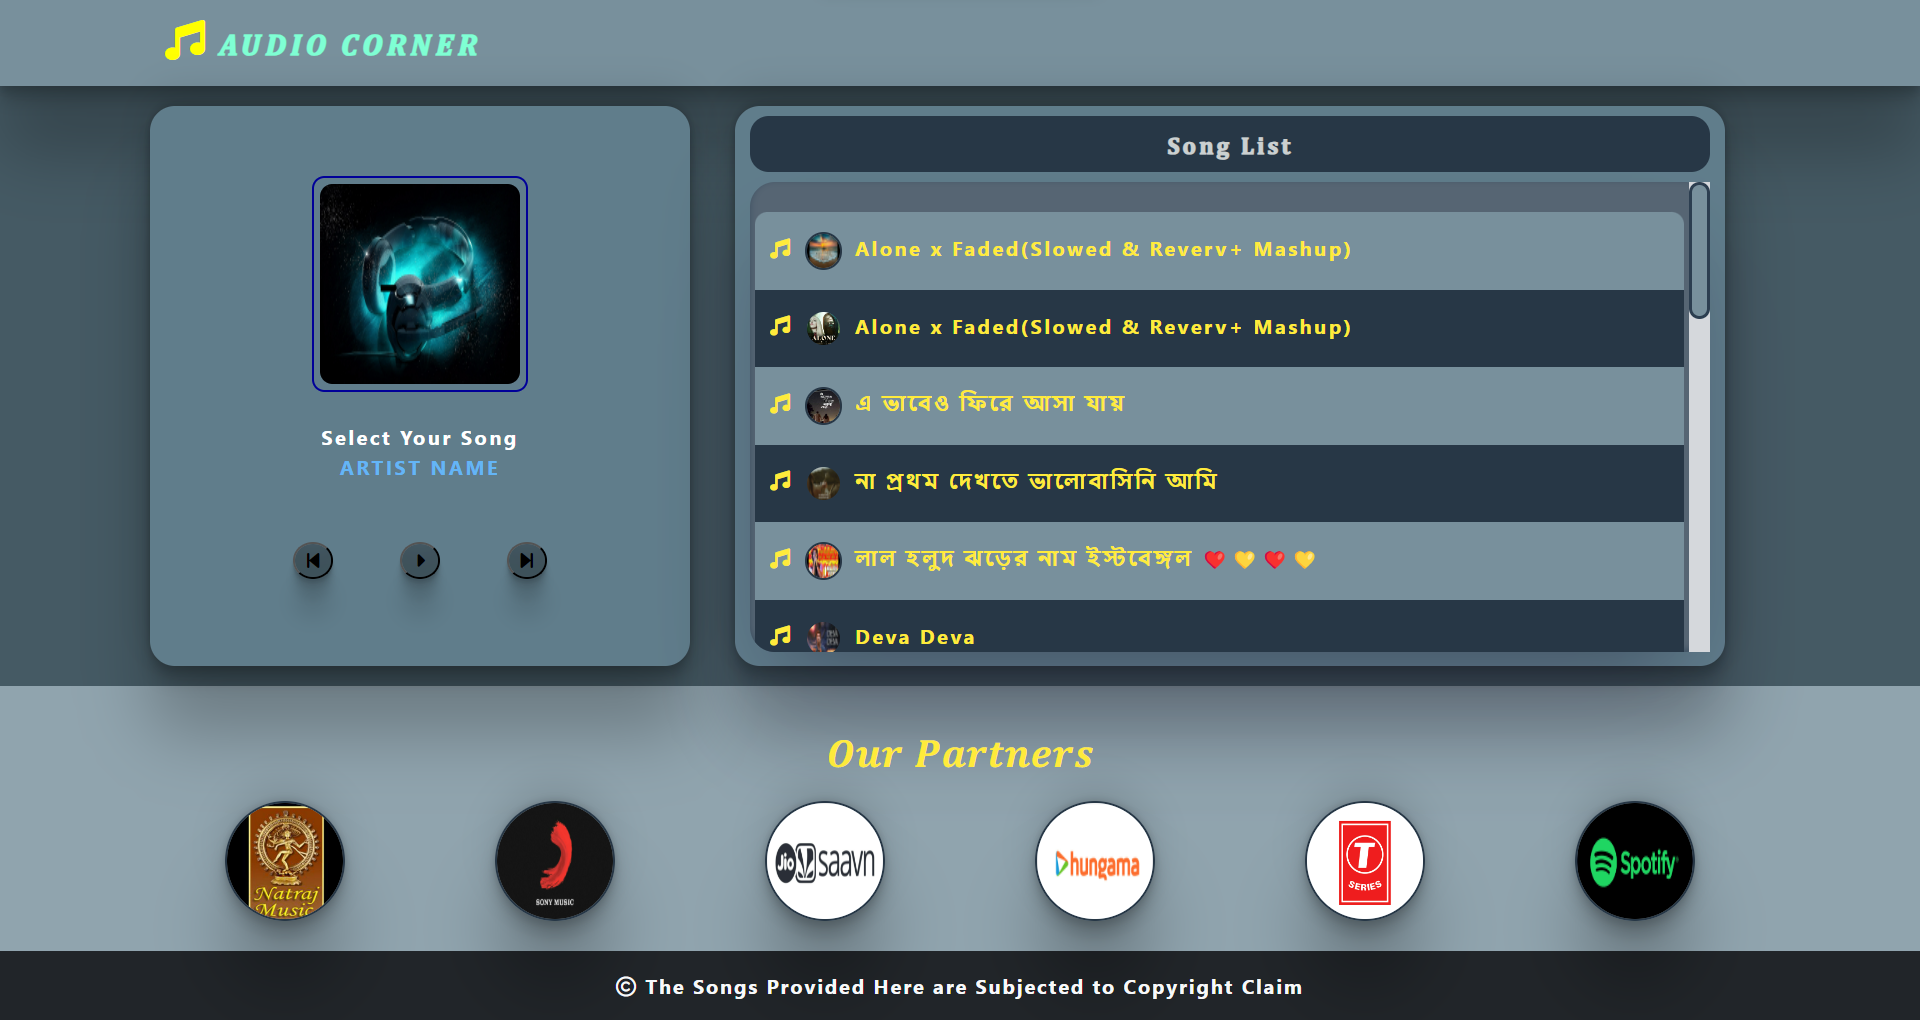 AUDIO CORNER
Select Your Song
ARTIST NAME
Song List
Alone x Faded(Slowed & Reverv+ Mashup)
ALONE
Alone x Faded(Slowed & Reverv+ Mashup)
এ ভাবেও ফিরে আসা যায়
না প্রথম দেখতে ভালোবাসিনি আমি
লাল হলুদ ঝড়ের নাম ইস্টবেঙ্গল ❤️ 💛 ❤️ 💛
Deva Deva
Our Partners
Natraj
Music
SONY MUSIC
Jio saavn
hungama
T
SERIES
Spotify
© The Songs Provided Here are Subjected to Copyright Claim